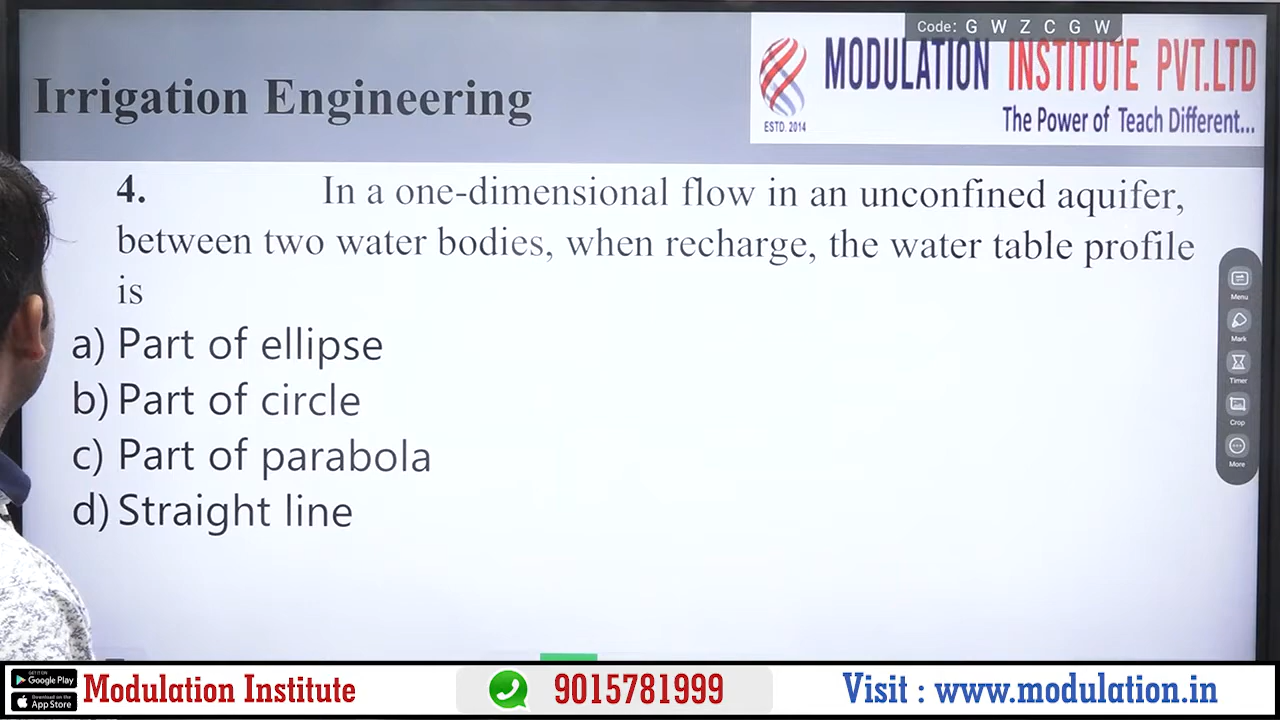 Code: G W Z C G W
Irrigation Engineering
MODULATION INSTITUTE PVT.LTD
The Power of Teach Different...
ESTD. 2014
4. In a one-dimensional flow in an unconfined aquifer,
between two water bodies, when recharge, the water table profile
is
a) Part of ellipse
b) Part of circle
c) Part of parabola
d) Straight line
Menu
Mark
Timer
Crop
More
GET IT ON
Google Play
Download on the
App Store
Modulation Institute
9015781999
Visit : www.modulation.in